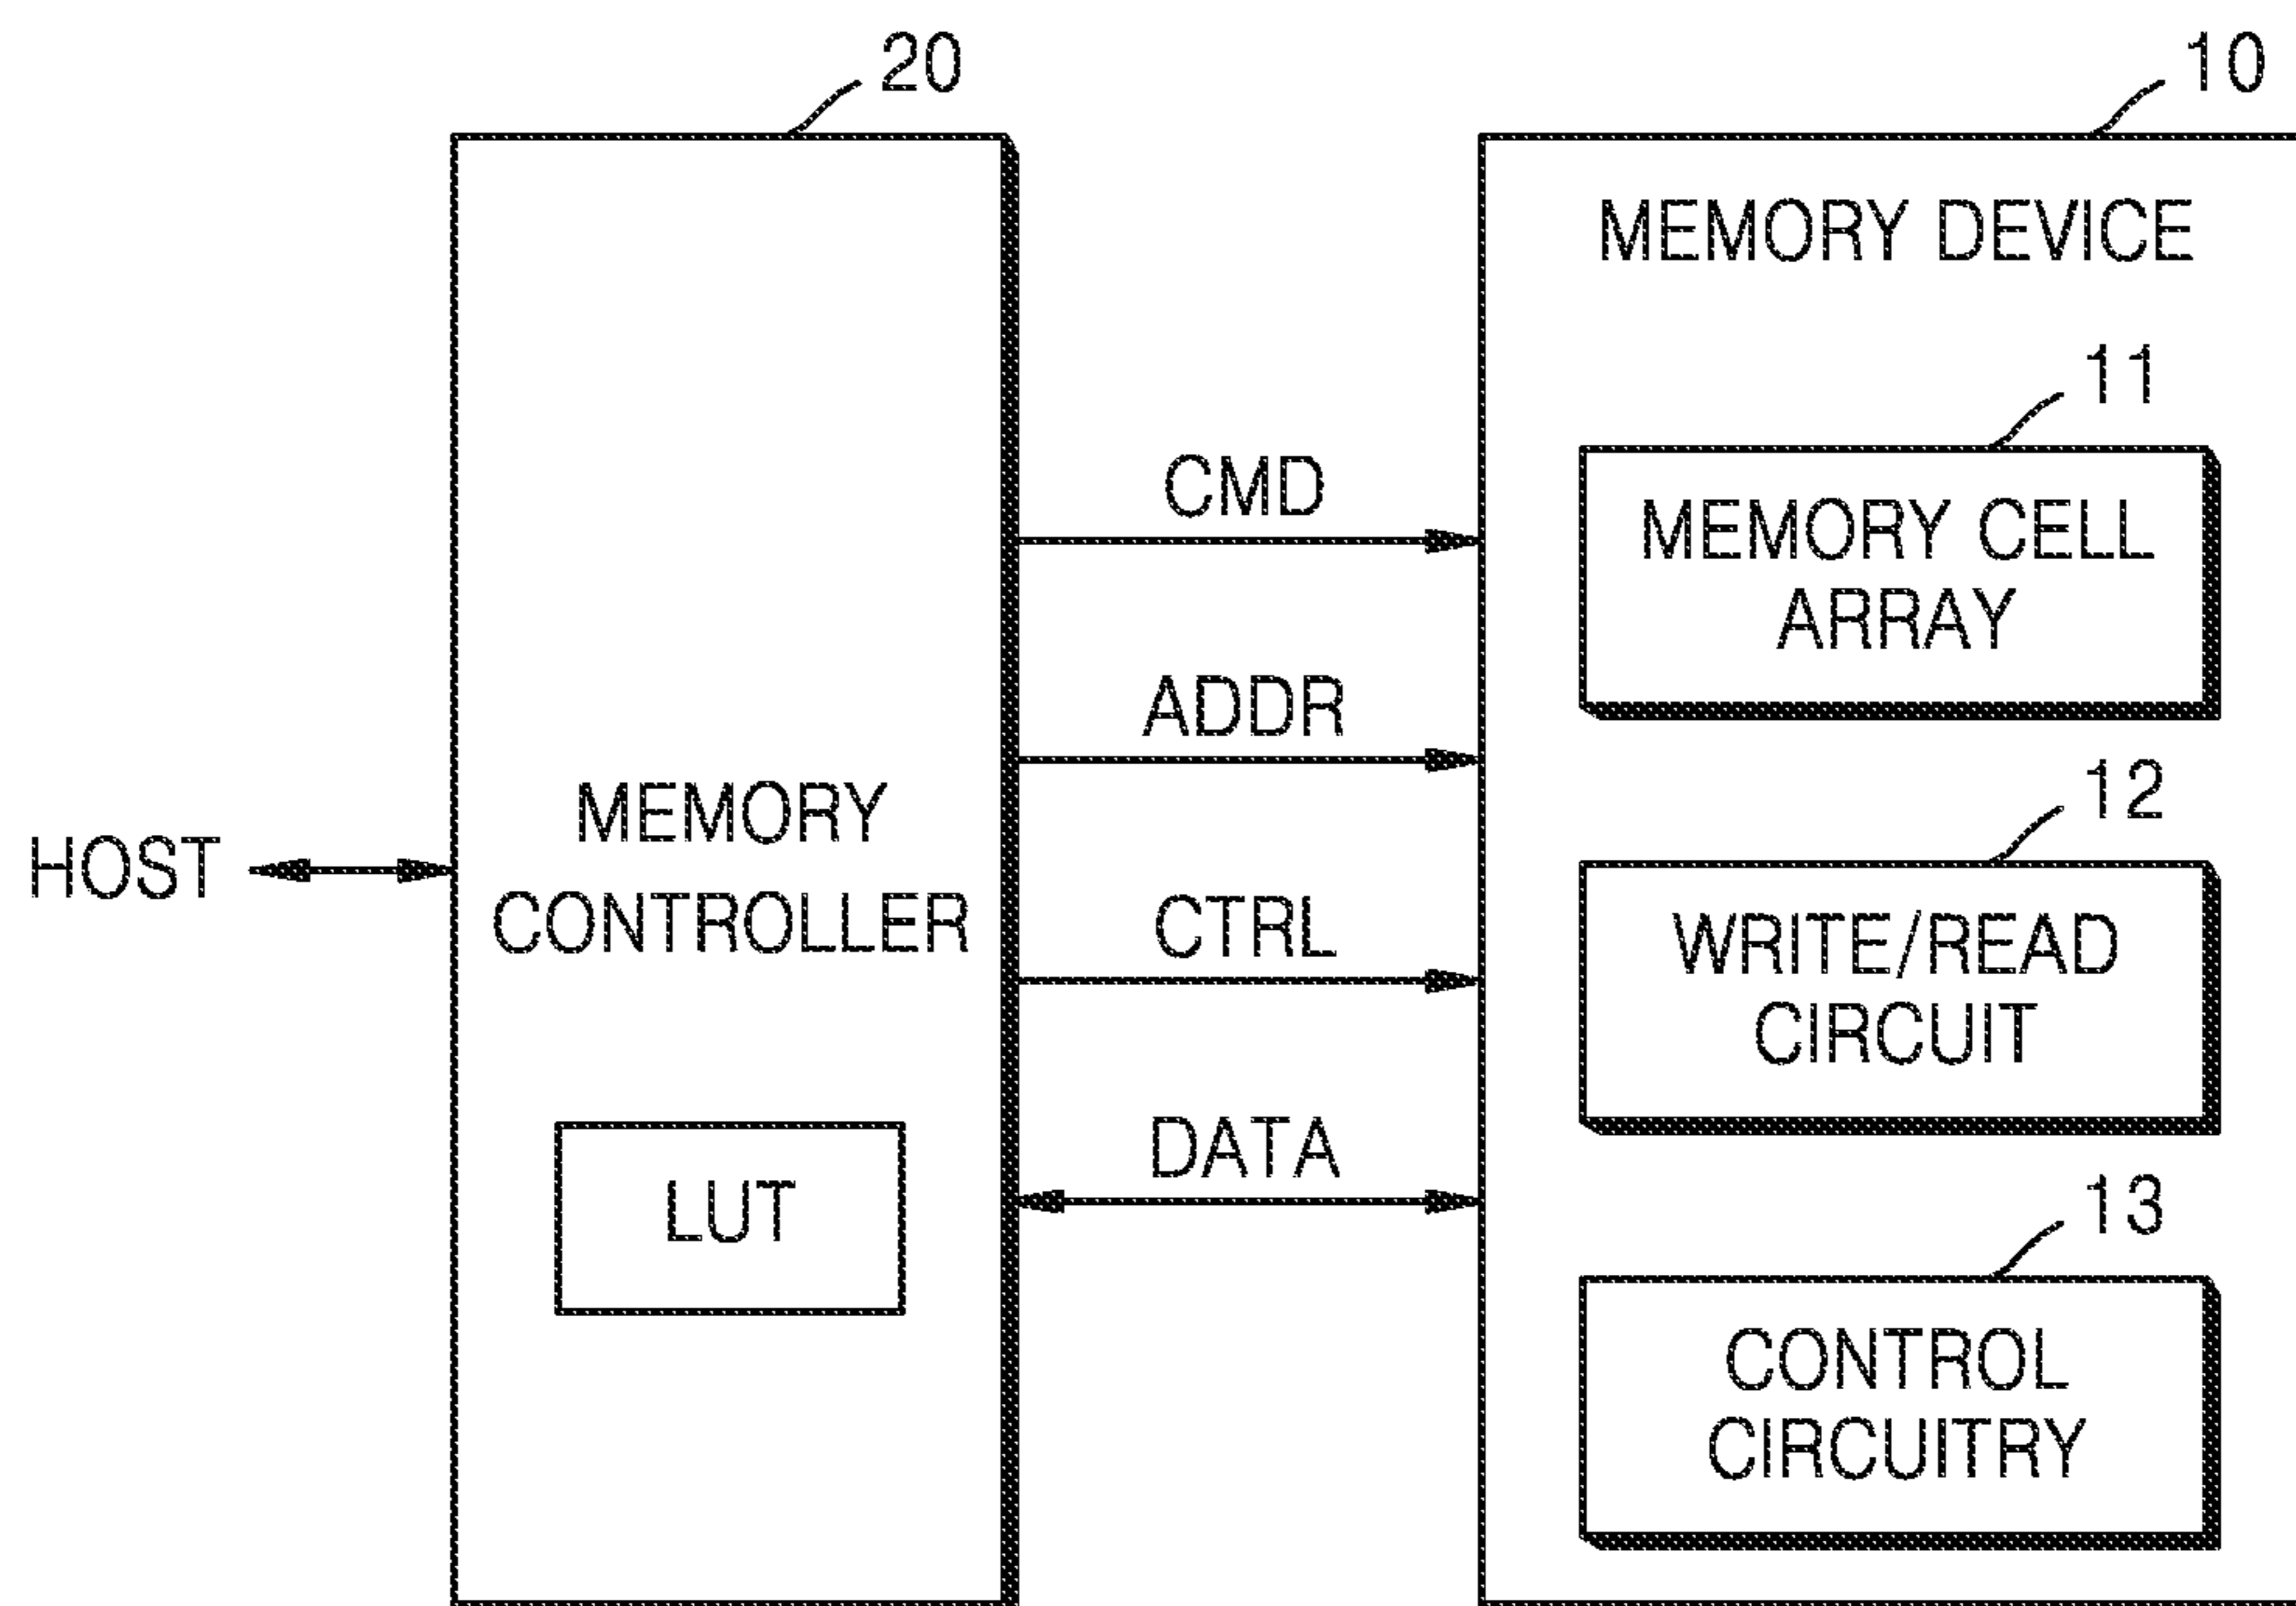 20
10
MEMORY DEVICE
11
CMD
MEMORY CELL
ARRAY
ADDR
12
MEMORY
CONTROLLER
HOST
CTRL
WRITE/READ
CIRCUIT
DATA
LUT
13
CONTROL
CIRCUITRY